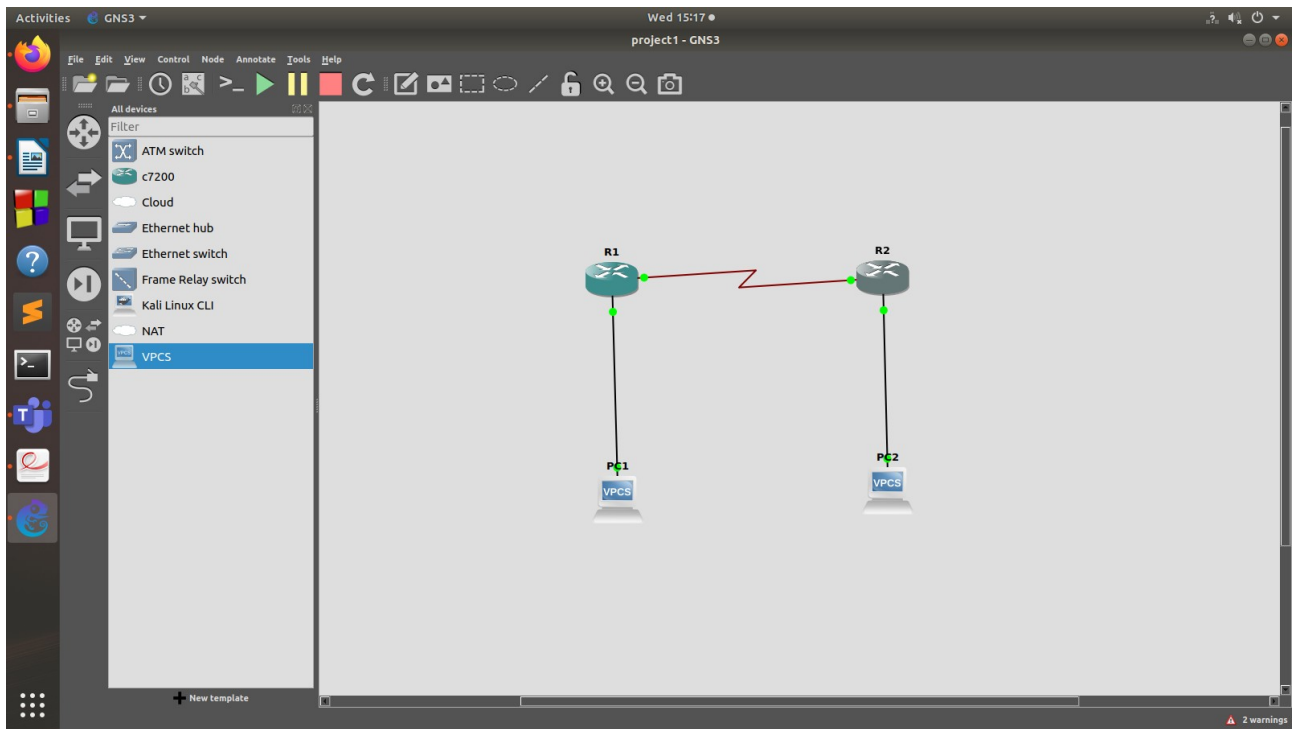 Activities GNS3 Wed 15:17
project1 - GNS3
File Edit View Control Node Annotate Tools Help
All devices
Filter
ATM switch
c7200
Cloud
Ethernet hub
Ethernet switch
Frame Relay switch
Kali Linux CLI
NAT
VPCS
New template
R1
R2
PC1
VPCS
PC2
VPCS
2 warnings